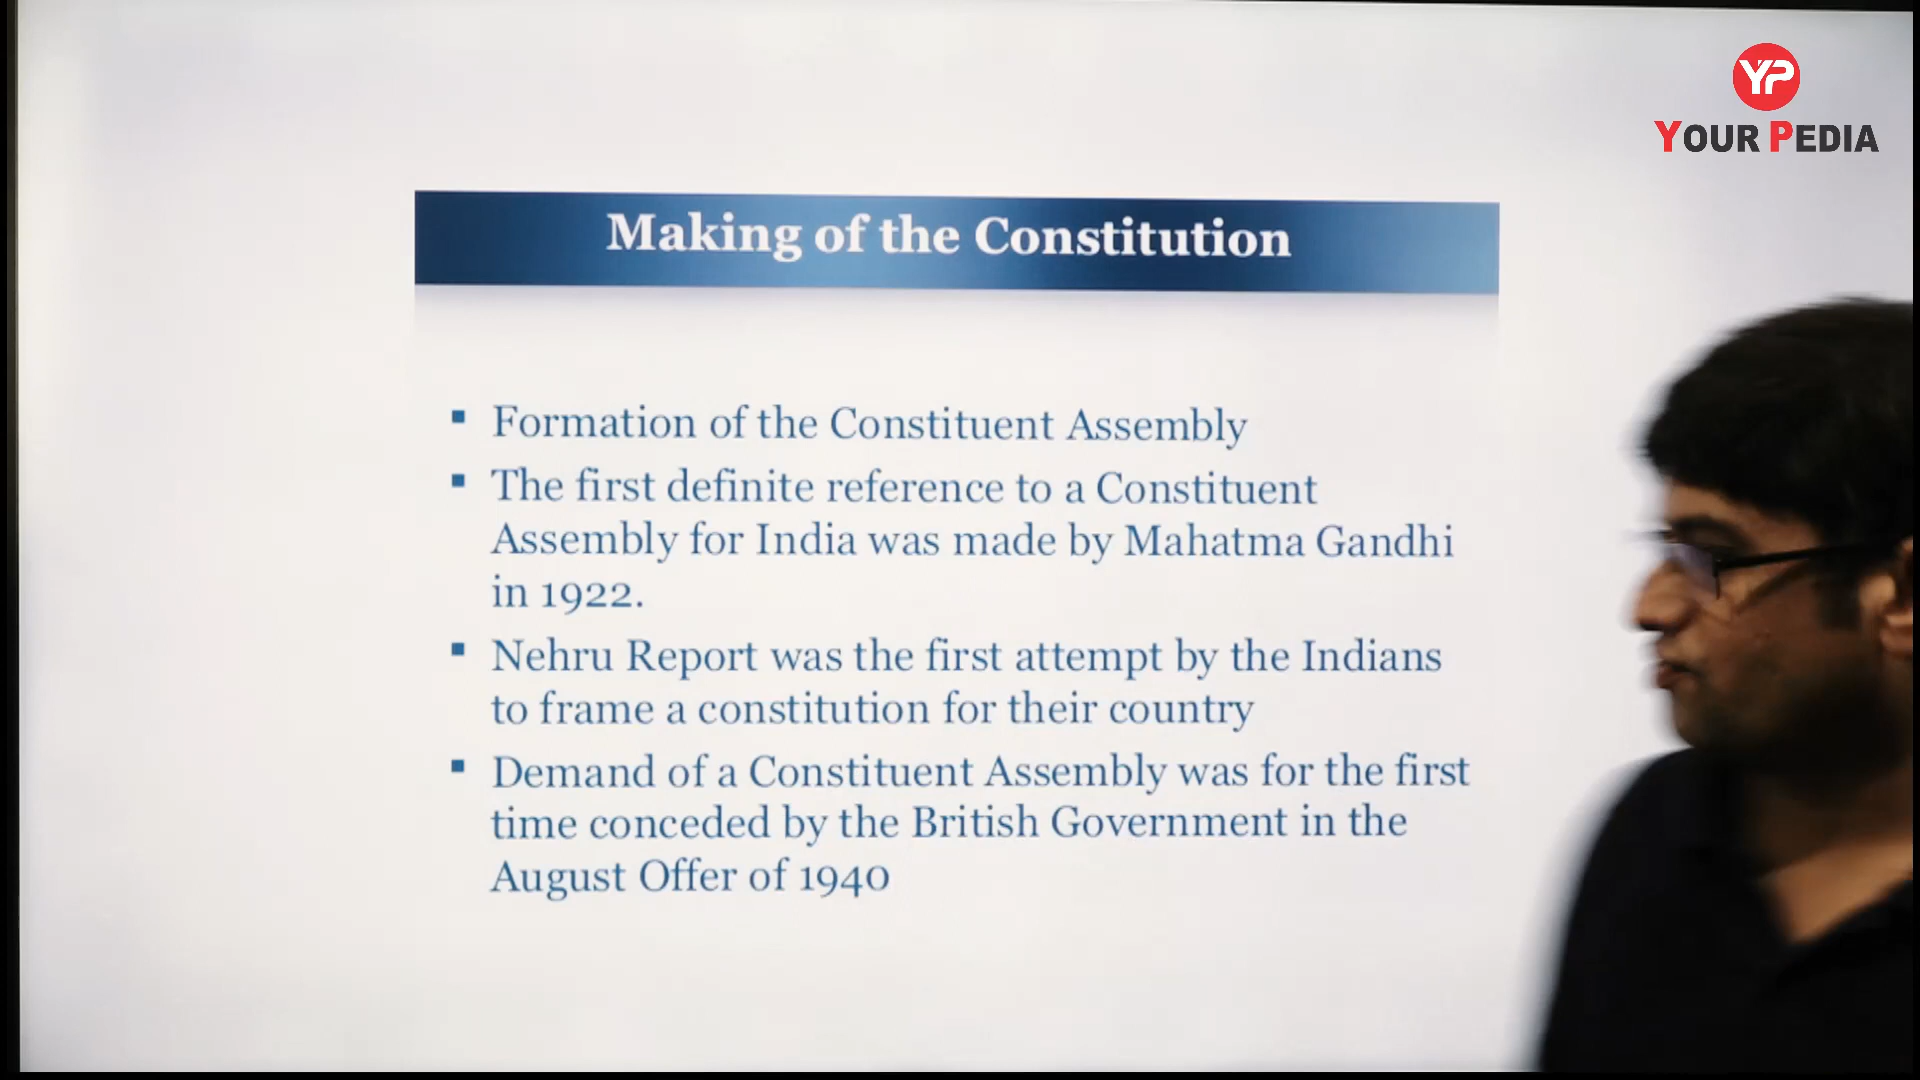 YP
YOUR PEDIA
Making of the Constitution
▪ Formation of the Constituent Assembly
▪ The first definite reference to a Constituent
Assembly for India was made by Mahatma Gandhi
in 1922.
▪ Nehru Report was the first attempt by the Indians
to frame a constitution for their country
▪ Demand of a Constituent Assembly was for the first
time conceded by the British Government in the
August Offer of 1940